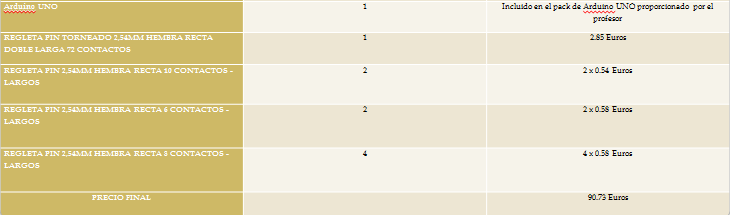 Arduino UNO 1 Incluido en el pack de Arduino UNO proporcionado por el
profesor
REGLETA PIN TORNEADO 2,54MM HEMBRA RECTA 1 2.85 Euros
DOBLE LARGA 72 CONTACTOS
REGLETA PIN 2,54MM HEMBRA RECTA 10 CONTACTOS – 2 2 x 0.54 Euros
LARGOS
REGLETA PIN 2,54MM HEMBRA RECTA 6 CONTACTOS – 2 2 x 0.58 Euros
LARGOS
REGLETA PIN 2,54MM HEMBRA RECTA 8 CONTACTOS – 4 4 x 0.58 Euros
LARGOS
PRECIO FINAL 90.73 Euros